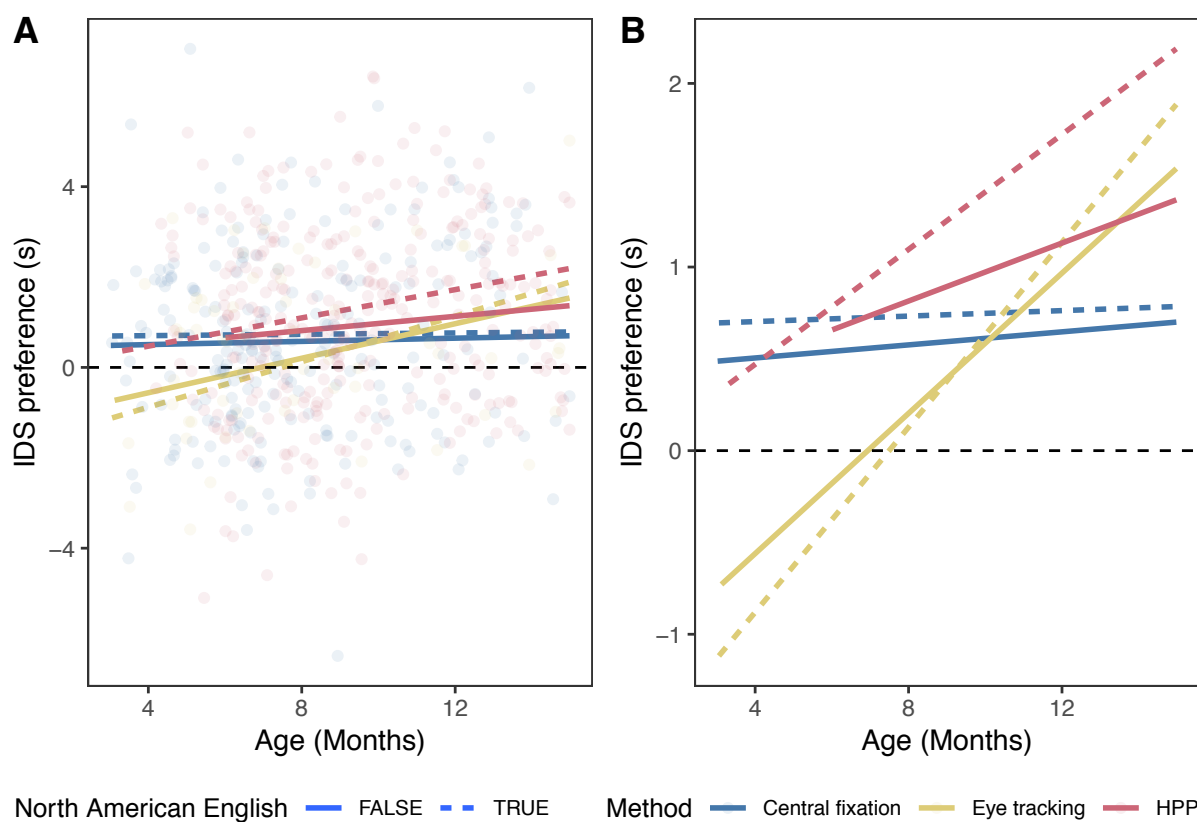 A
B
IDS preference (s)
4
0
−4
4
8
12
Age (Months)
IDS preference (s)
2
1
0
−1
4
8
12
Age (Months)
North American English FALSE TRUE Method Central fixation Eye tracking HPP